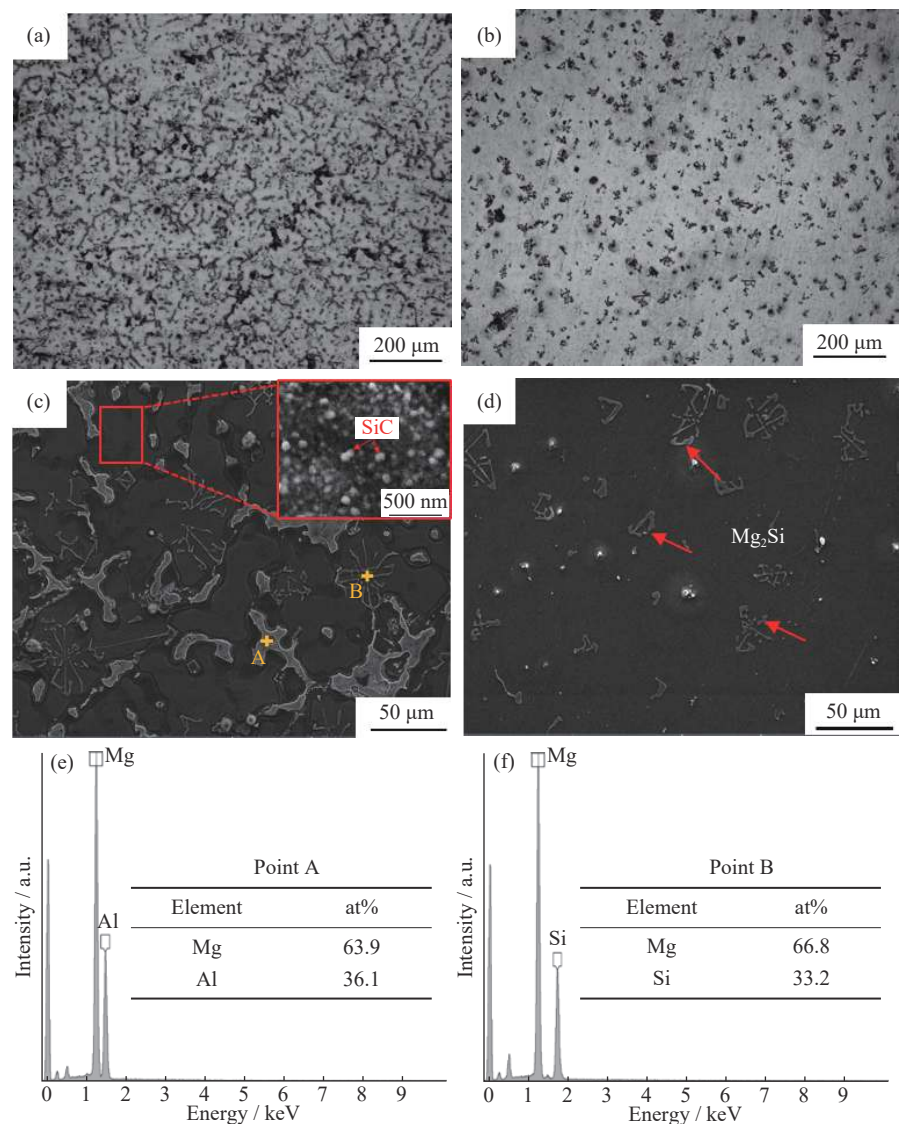 (a)
200 μm
(b)
200 μm
(c)
SiC
500 nm
B
A
50 μm
(d)
Mg₂Si
50 μm
(e)
Mg
Al
Point A
Element at%
Mg 63.9
Al 36.1
Intensity / a.u.
0 1 2 3 4 5 6 7 8 9
Energy / keV
(f)
Mg
Si
Point B
Element at%
Mg 66.8
Si 33.2
Intensity / a.u.
0 1 2 3 4 5 6 7 8 9
Energy / keV